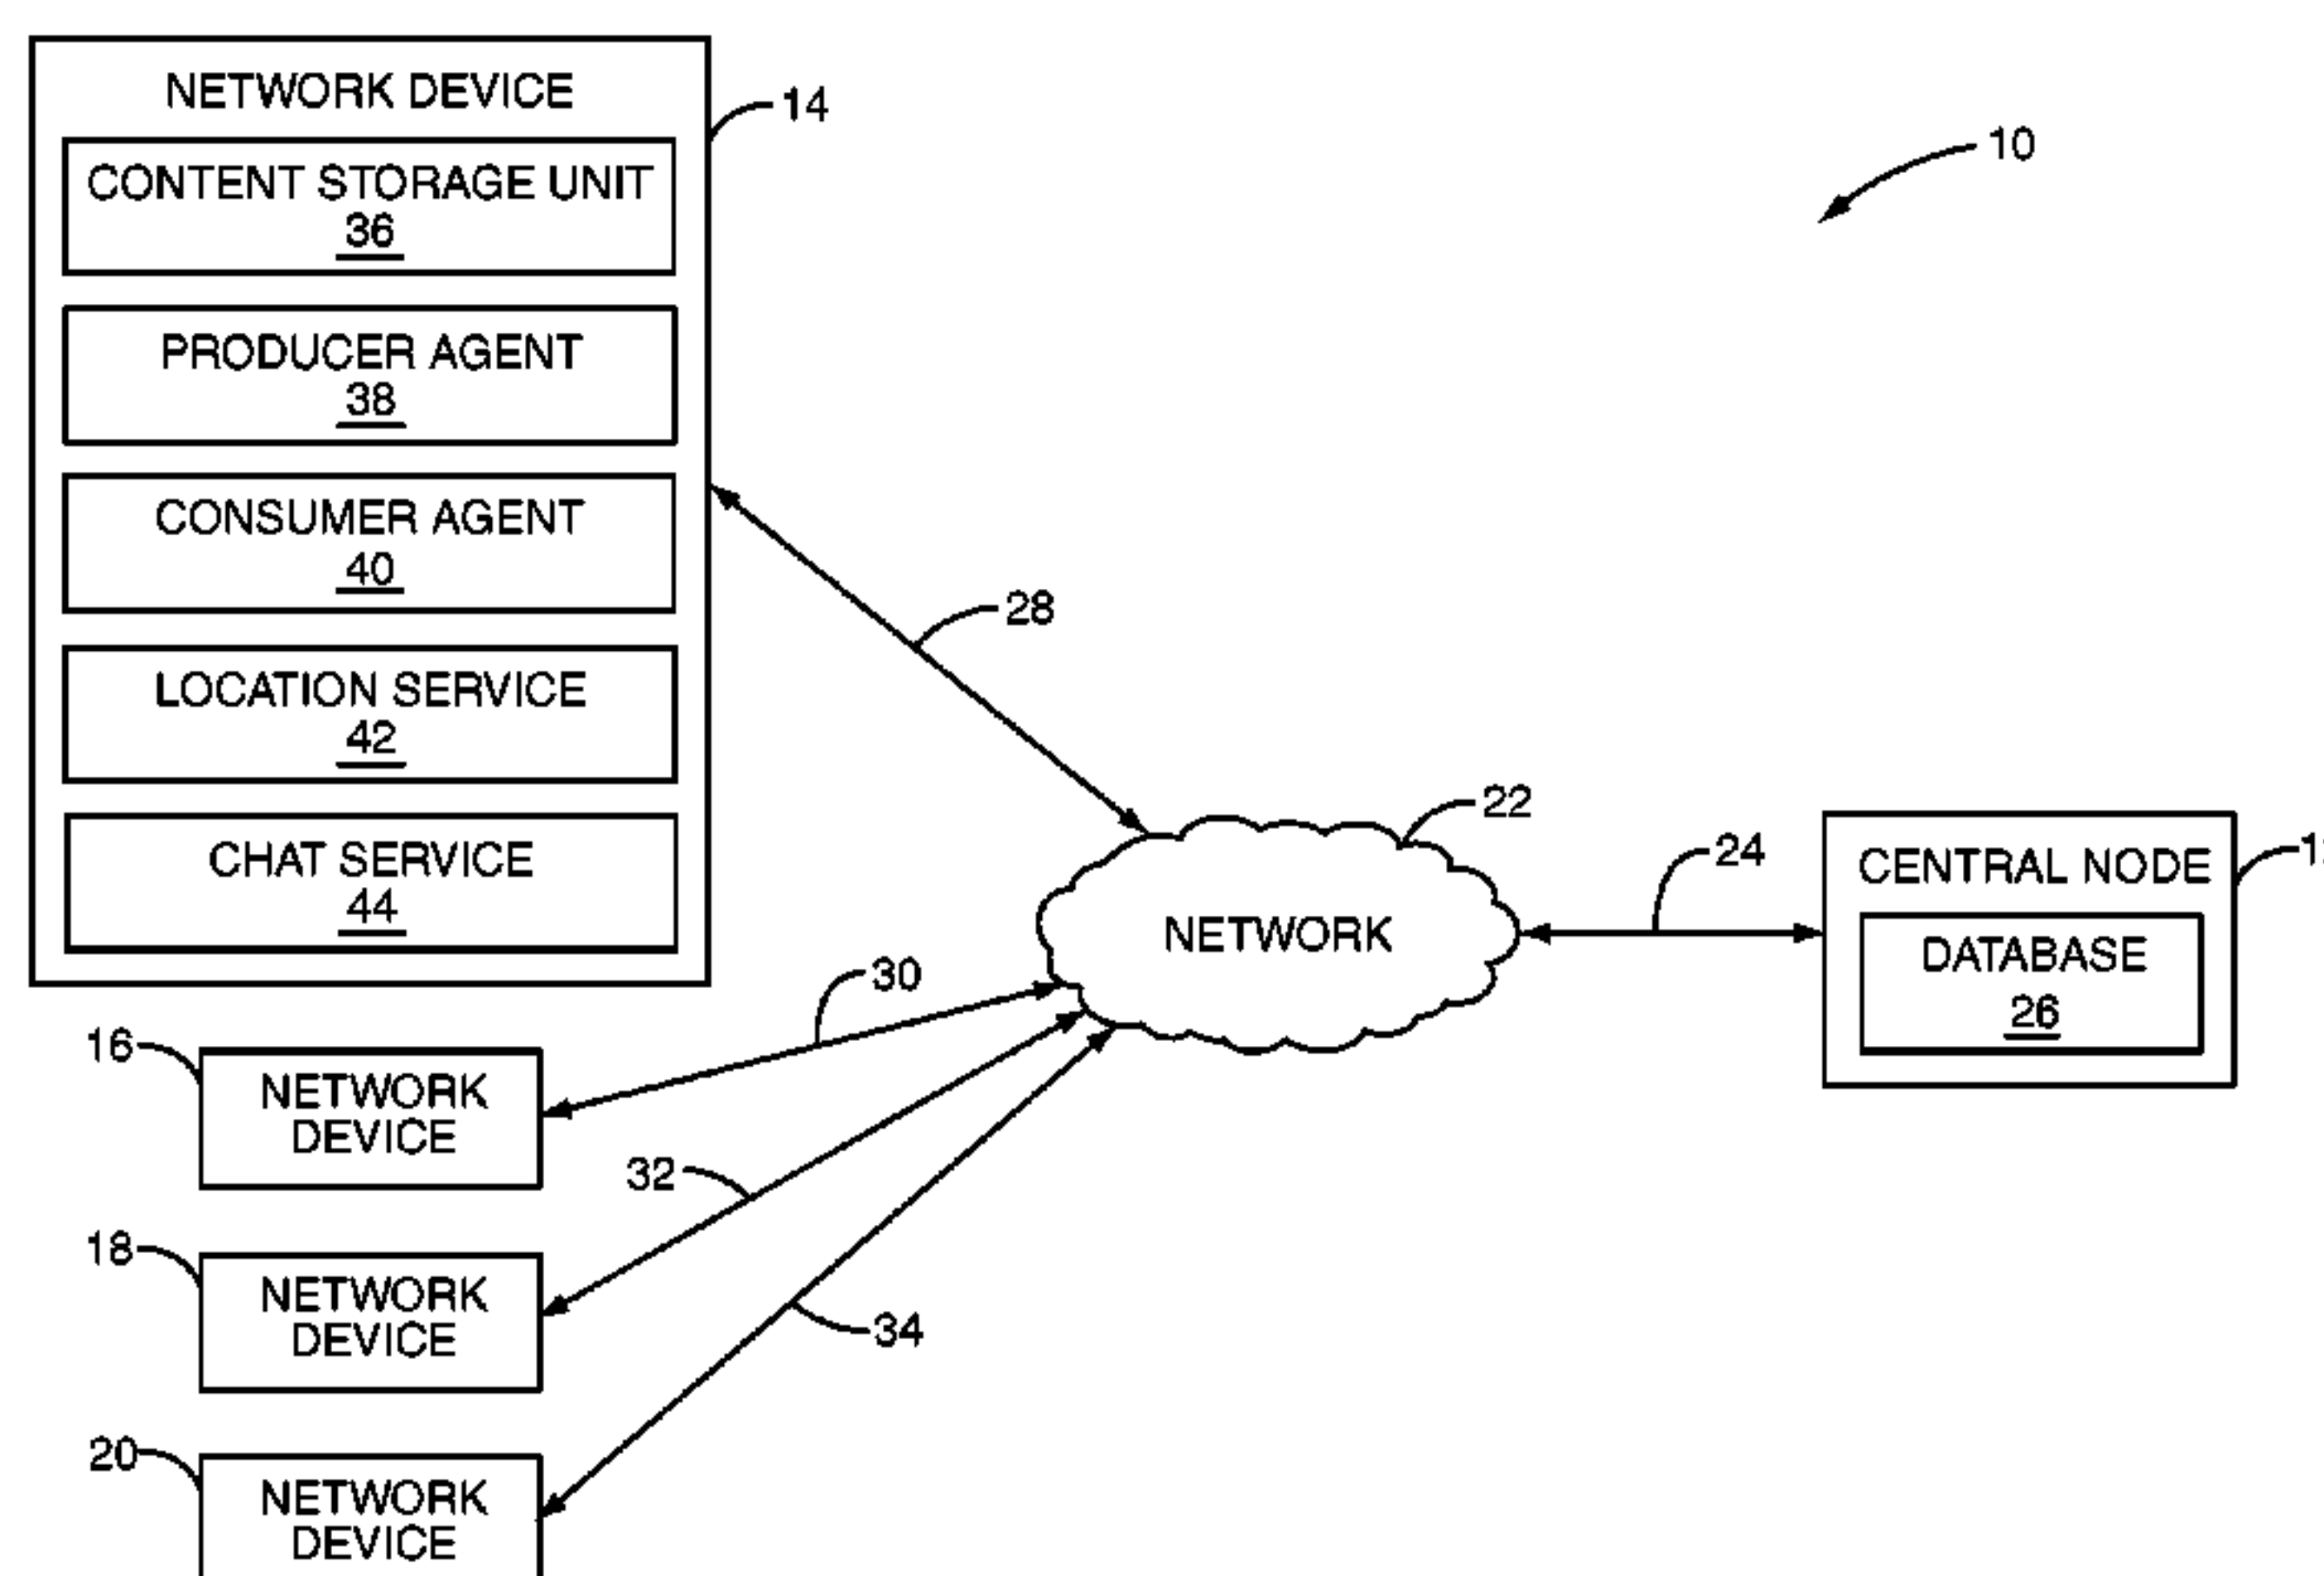 NETWORK DEVICE
14
CONTENT STORAGE UNIT
36
PRODUCER AGENT
38
CONSUMER AGENT
40
LOCATION SERVICE
42
CHAT SERVICE
44
10
28
22
24
NETWORK
CENTRAL NODE
DATABASE
26
30
16
NETWORK
DEVICE
32
18
NETWORK
DEVICE
34
20
NETWORK
DEVICE